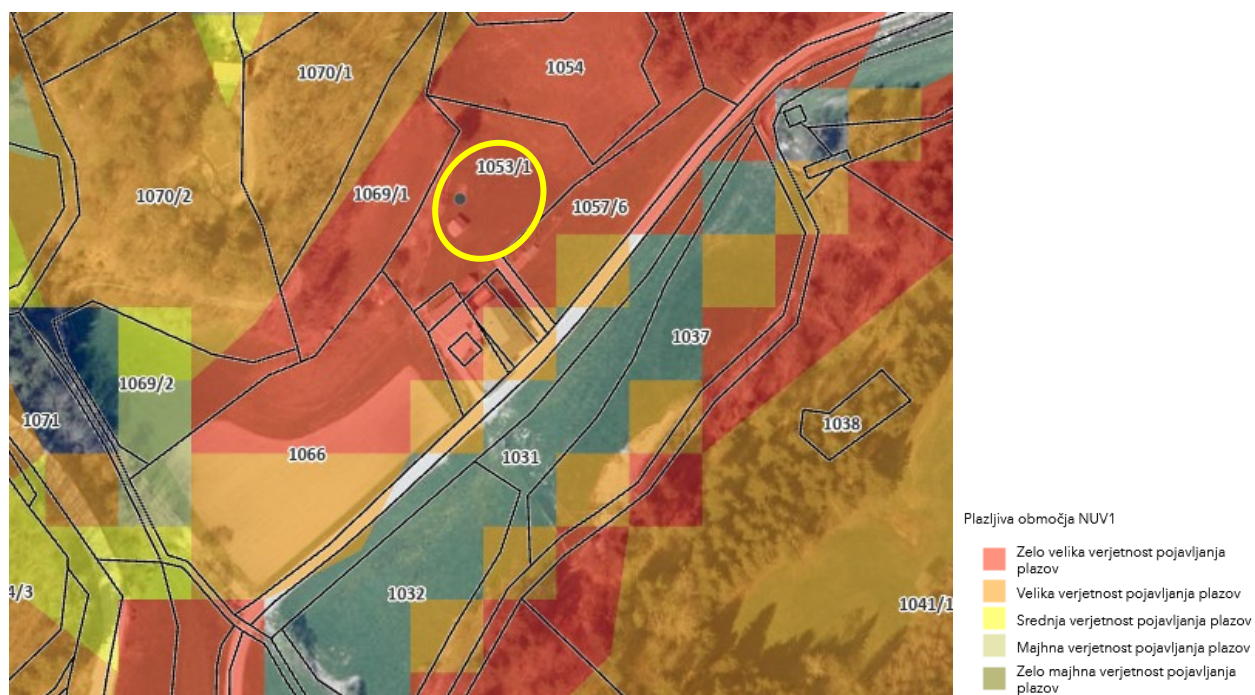 1070/1
1054
1053/1
1070/2
1069/1
1057/6
1037
1069/2
1071
1038
1066
1031
4/3
1032
1041/1
Plazljiva območja NUV1
Zelo velika verjetnost pojavljanja
plazov
Velika verjetnost pojavljanja plazov
Srednja verjetnost pojavljanja plazov
Majhna verjetnost pojavljanja plazov
Zelo majhna verjetnost pojavljanja
plazov